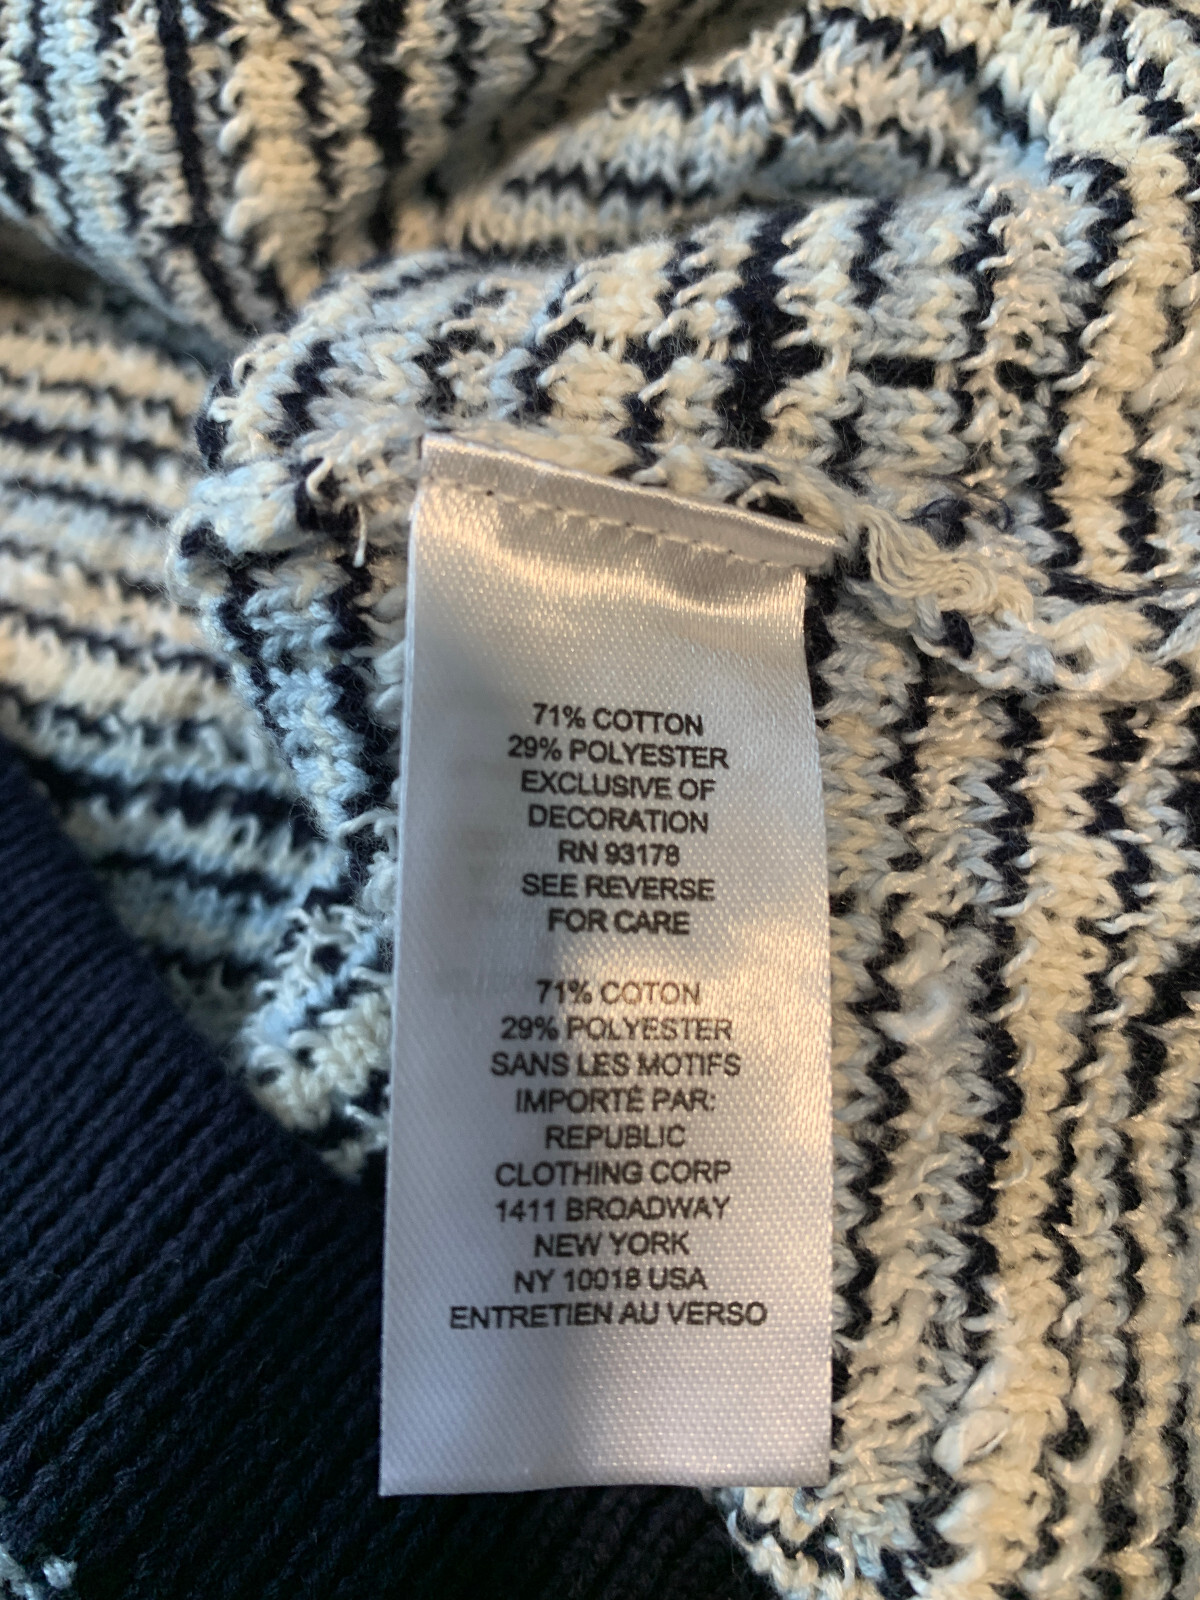 71% COTTON
29% POLYESTER
EXCLUSIVE OF
DECORATION
RN 93178
SEE REVERSE
FOR CARE
71% COTON
29% POLYESTER
SANS LES MOTIFS
IMPORTÉ PAR:
REPUBLIC
CLOTHING CORP
1411 BROADWAY
NEW YORK
NY 10018 USA
ENTRETIEN AU VERSO